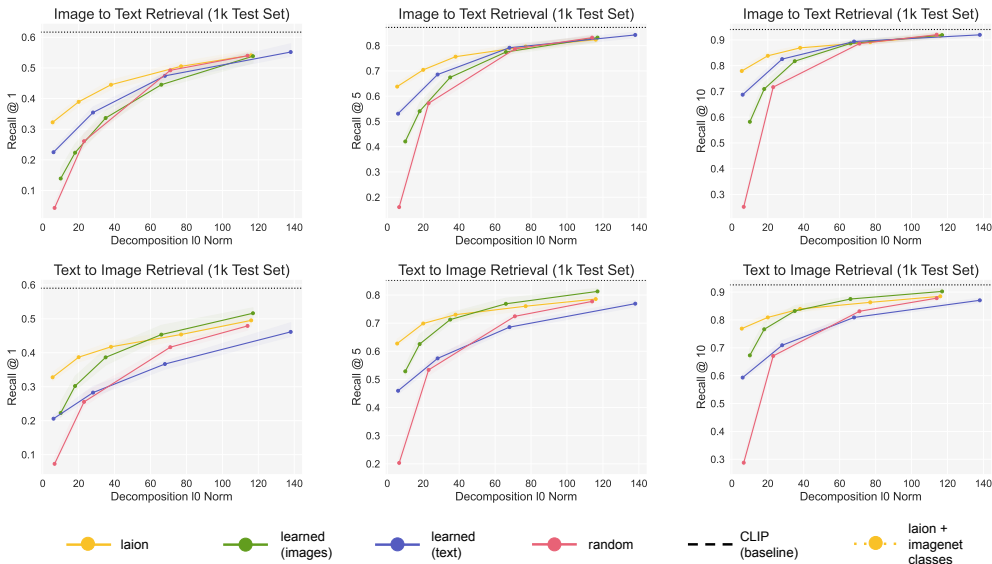 Image to Text Retrieval (1k Test Set)
0.6
0.5
0.4
0.3
0.2
0.1
Recall @ 1
0 20 40 60 80 100 120 140
Decomposition l0 Norm
Image to Text Retrieval (1k Test Set)
0.8
0.7
0.6
0.5
0.4
0.3
0.2
Recall @ 5
0 20 40 60 80 100 120 140
Decomposition l0 Norm
Image to Text Retrieval (1k Test Set)
0.9
0.8
0.7
0.6
0.5
0.4
0.3
Recall @ 10
0 20 40 60 80 100 120 140
Decomposition l0 Norm
Text to Image Retrieval (1k Test Set)
0.6
0.5
0.4
0.3
0.2
0.1
Recall @ 1
0 20 40 60 80 100 120 140
Decomposition l0 Norm
Text to Image Retrieval (1k Test Set)
0.8
0.7
0.6
0.5
0.4
0.3
0.2
Recall @ 5
0 20 40 60 80 100 120 140
Decomposition l0 Norm
Text to Image Retrieval (1k Test Set)
0.9
0.8
0.7
0.6
0.5
0.4
0.3
Recall @ 10
0 20 40 60 80 100 120 140
Decomposition l0 Norm
laion
learned
(images)
learned
(text)
random
CLIP
(baseline)
laion +
imagenet
classes